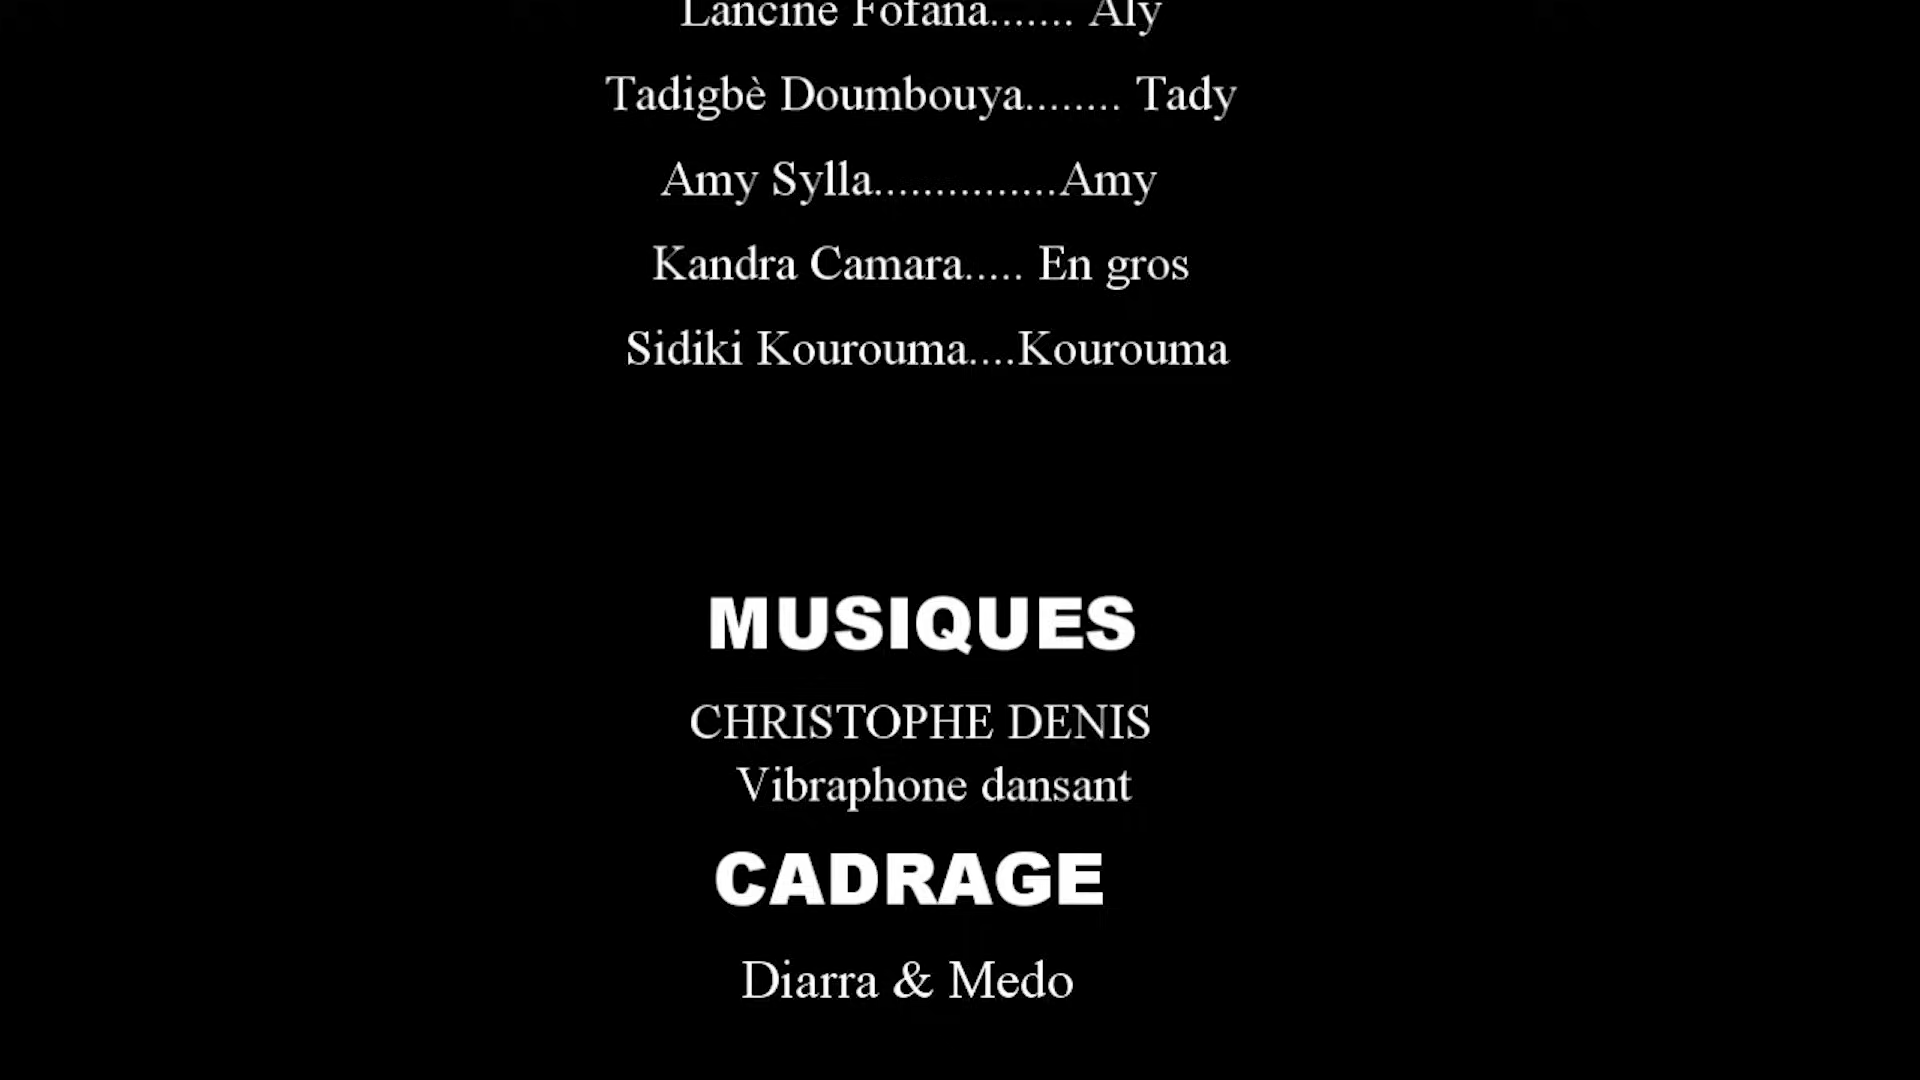 Lancine Fofana....... Aly
Tadigbè Doumbouya........ Tady
Amy Sylla...............Amy
Kandra Camara..... En gros
Sidiki Kourouma....Kourouma
MUSIQUES
CHRISTOPHE DENIS
Vibraphone dansant
CADRAGE
Diarra & Medo